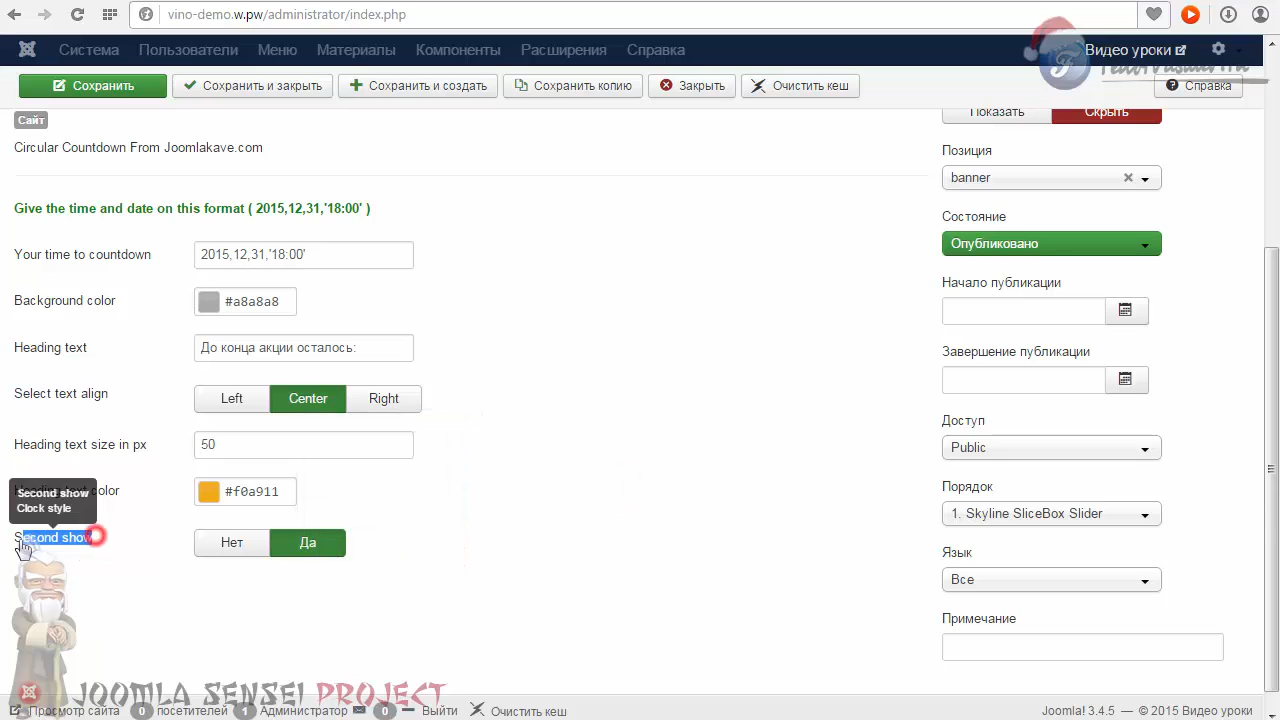 vino-demo.w.pw/administrator/index.php
Система Пользователи Меню Материалы Компоненты Расширения Справка Видео уроки
Сохранить Сохранить и закрыть Сохранить и создать Сохранить копию Закрыть Очистить кеш Справка
Сайт
Circular Countdown From Joomlakave.com
Give the time and date on this format ( 2015,12,31,'18:00' )
Your time to countdown 2015,12,31,'18:00'
Background color #a8a8a8
Heading text До конца акции осталось:
Select text align Left Center Right
Heading text size in px 50
Heading text color #f0a911
Second show
Clock style
Second show Нет Да
Показать Скрыть
Позиция
banner
Состояние
Опубликовано
Начало публикации
Завершение публикации
Доступ
Public
Порядок
1. Skyline SliceBox Slider
Язык
Все
Примечание
JOOMLA SENSEI PROJECT
Просмотр сайта 0 посетителей 1 Администратор 0 Выйти Очистить кеш Joomla! 3.4.5 — © 2015 Видео уроки